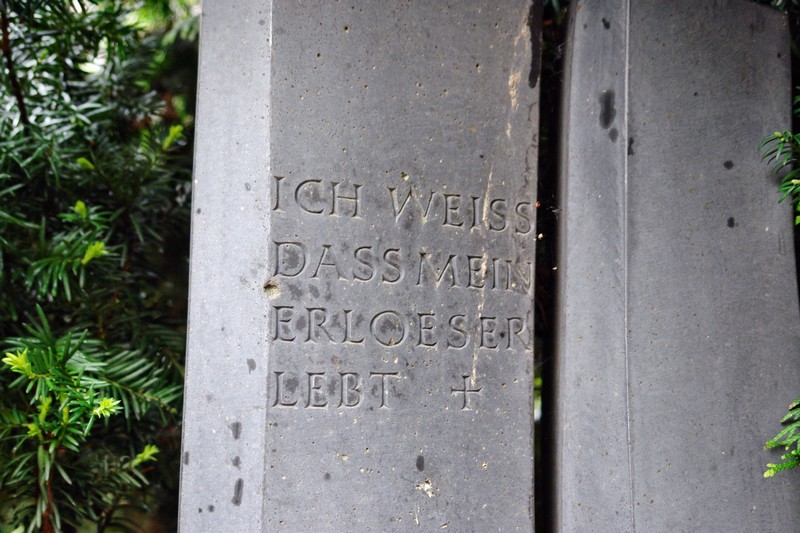 ICH WEISS
DASS MEIN
ERLOESER
LEBT +